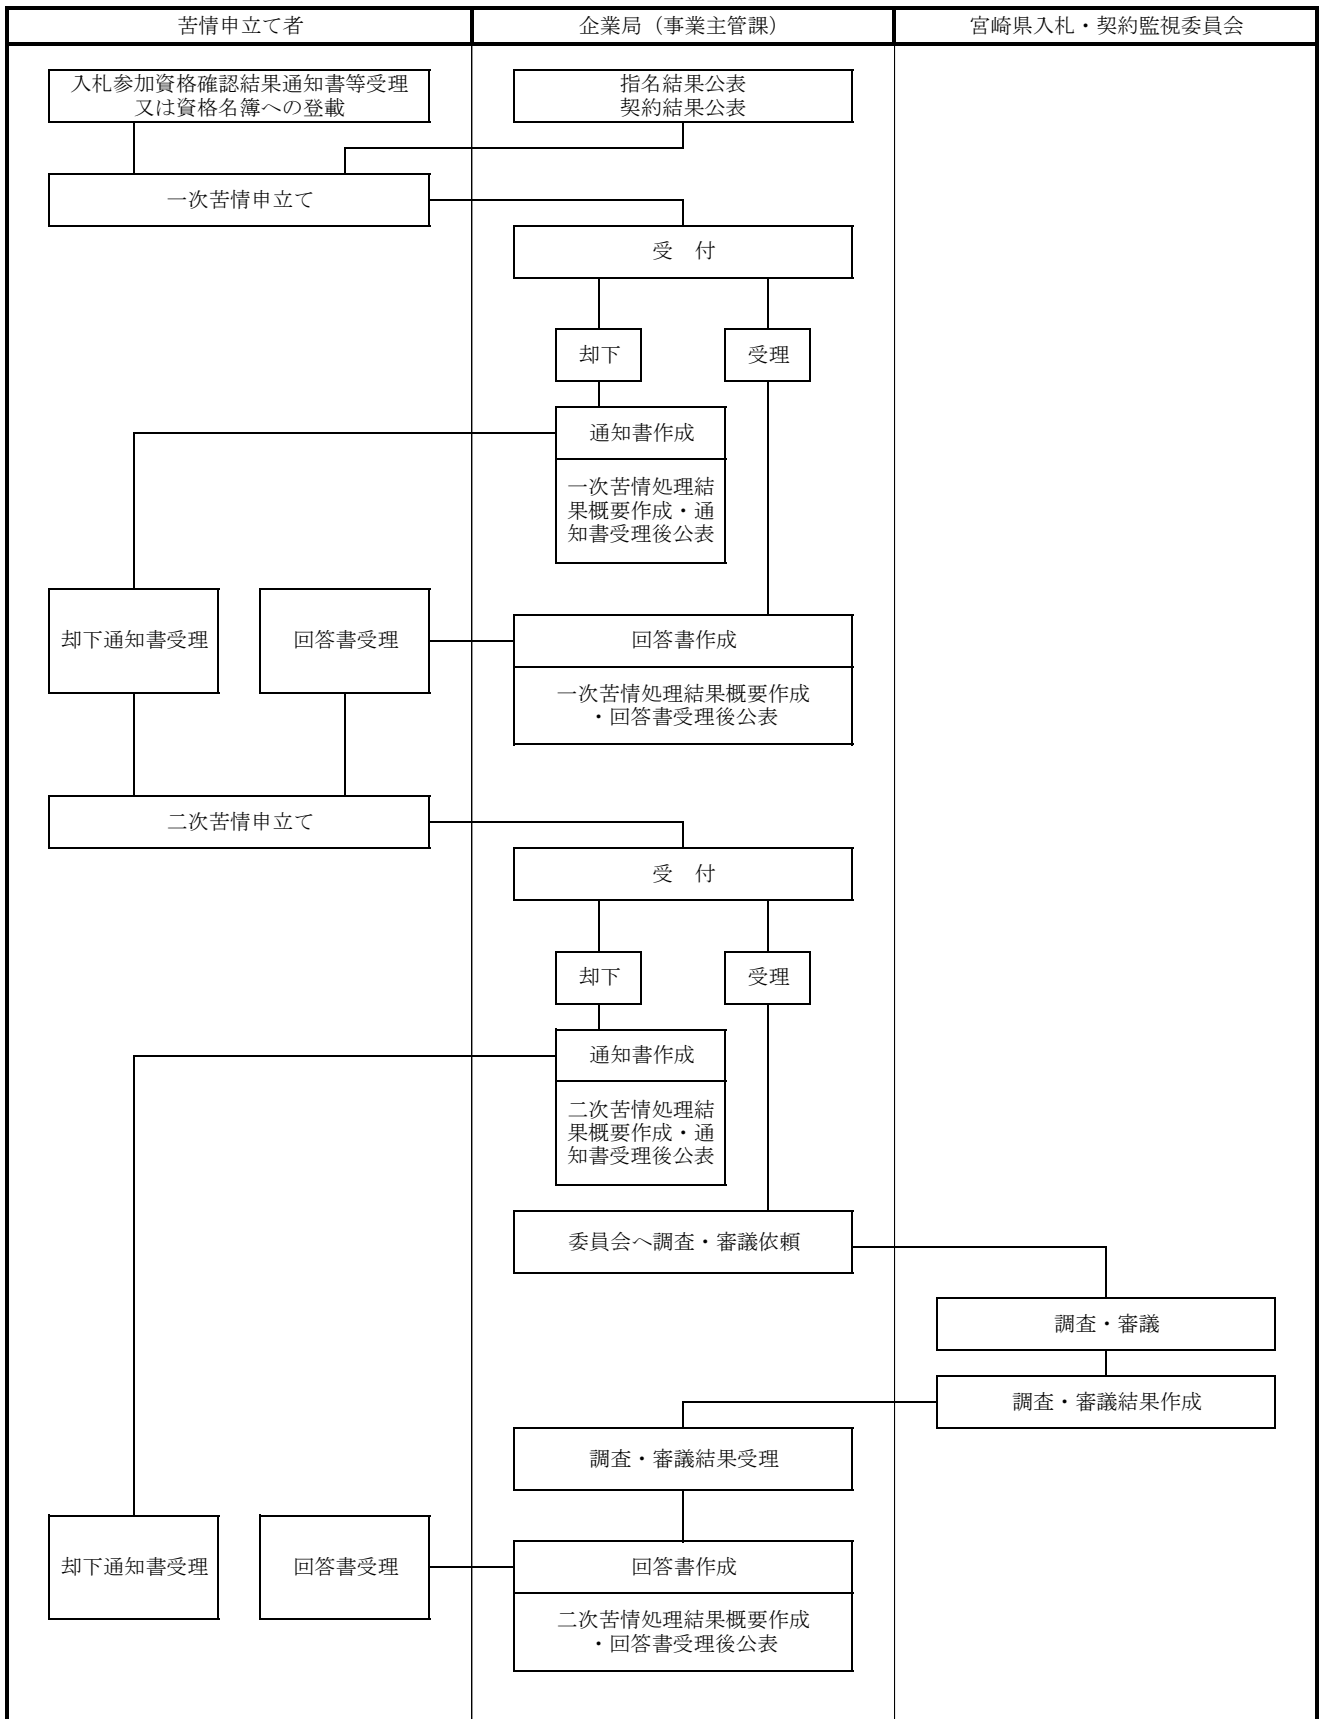 苦情申立て者
企業局（事業主管課）
宮崎県入札・契約監視委員会
入札参加資格確認結果通知書等受理
又は資格名簿への登載
指名結果公表
契約結果公表
一次苦情申立て
受　付
却下
受理
通知書作成
一次苦情処理結
果概要作成・通
知書受理後公表
却下通知書受理
回答書受理
回答書作成
一次苦情処理結果概要作成
・回答書受理後公表
二次苦情申立て
受　付
却下
受理
通知書作成
二次苦情処理結
果概要作成・通
知書受理後公表
委員会へ調査・審議依頼
調査・審議
調査・審議結果作成
調査・審議結果受理
却下通知書受理
回答書受理
回答書作成
二次苦情処理結果概要作成
・回答書受理後公表